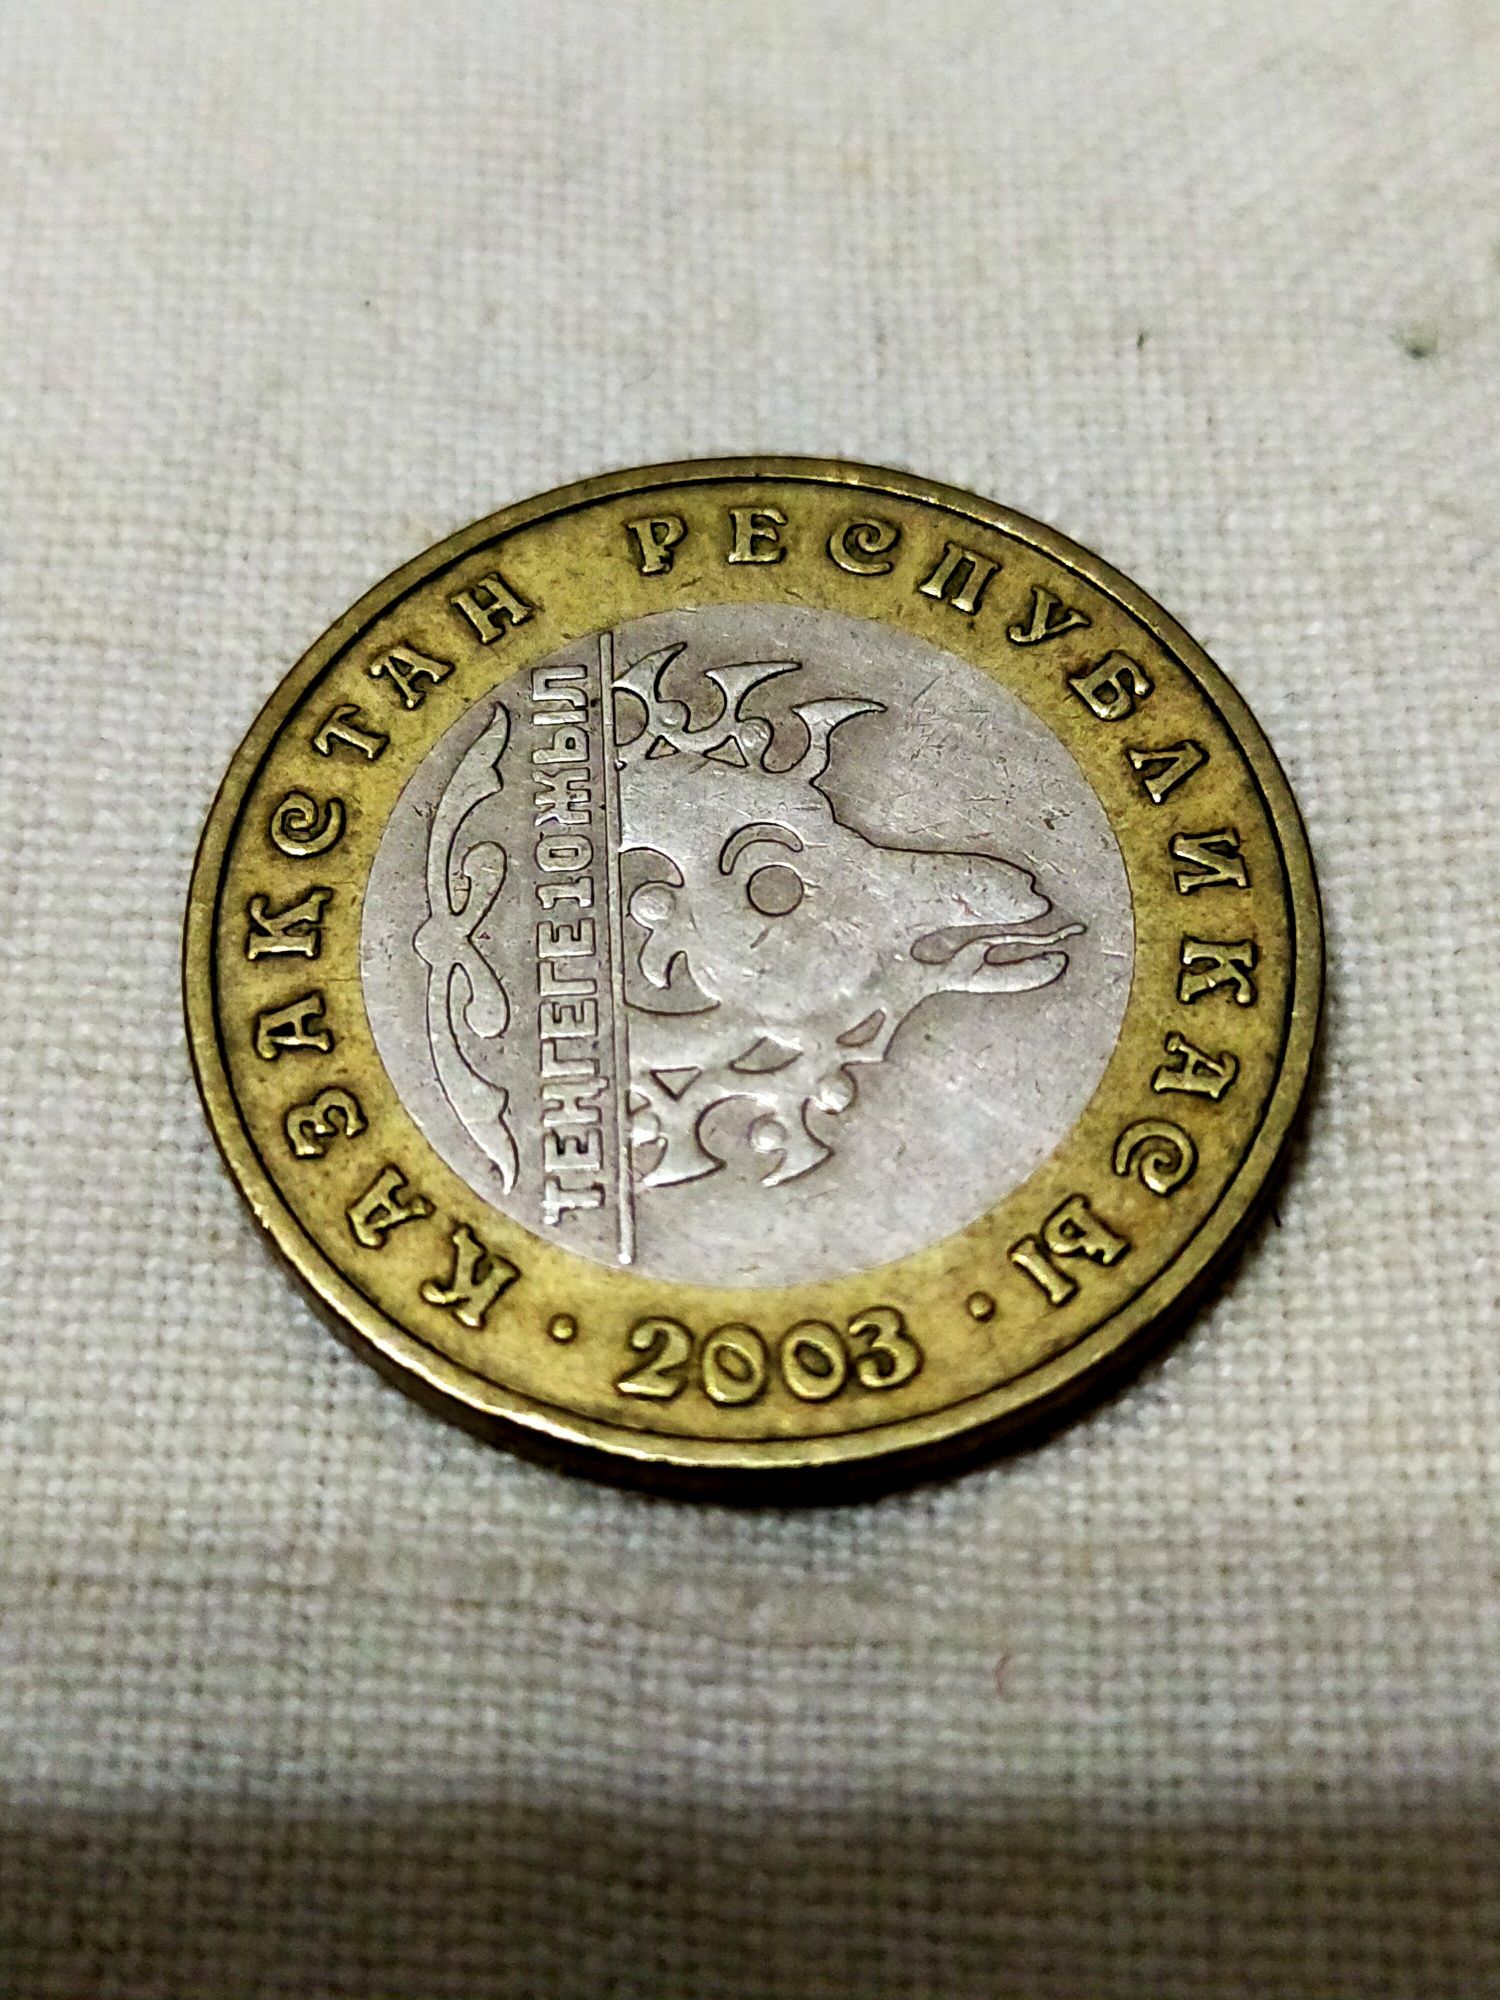 ҚАЗАҚСТАН РЕСПУБЛИКАСЫ
• 2003 •
ТЕҢГЕГЕ 10 ЖЫЛ